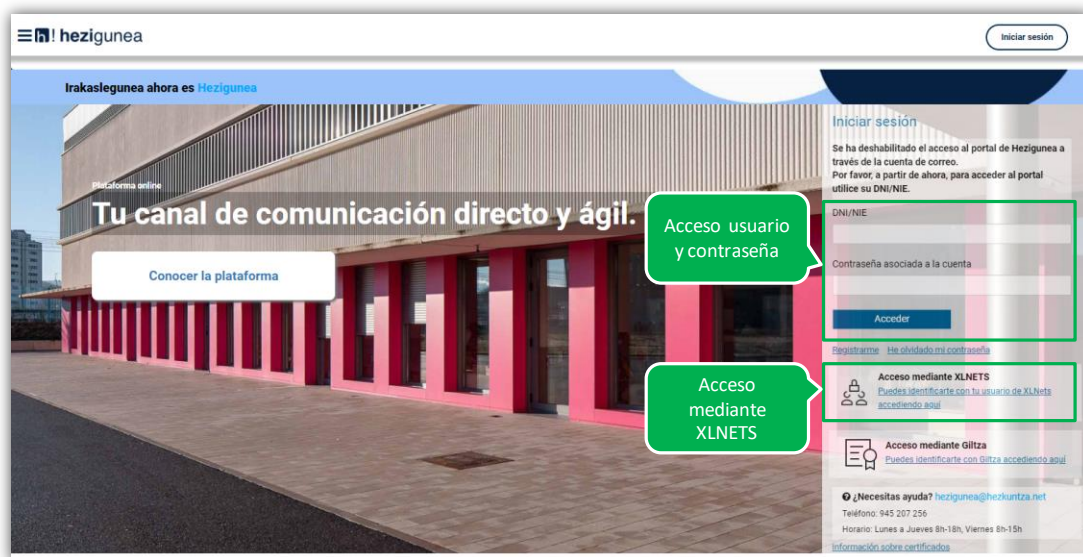 h! hezigunea
Iniciar sesión
Irakaslegunea ahora es Hezigunea
Plataforma online
Tu canal de comunicación directo y ágil.
Conocer la plataforma
Iniciar sesión
Se ha deshabilitado el acceso al portal de Hezigunea a
través de la cuenta de correo.
Por favor, a partir de ahora, para acceder al portal
utilice su DNI/NIE.
Acceso usuario
y contraseña
DNI/NIE
Contraseña asociada a la cuenta
Acceder
Registrarme He olvidado mi contraseña
Acceso
mediante
XLNETS
Acceso mediante XLNETS
Puedes identificarte con tu usuario de XLNets
accediendo aquí
Acceso mediante Giltza
Puedes identificarte con Giltza accediendo aquí
¿Necesitas ayuda? hezigunea@hezkuntza.net
Teléfono: 945 207 256
Horario: Lunes a Jueves 8h-18h, Viernes 8h-15h
Información sobre certificados